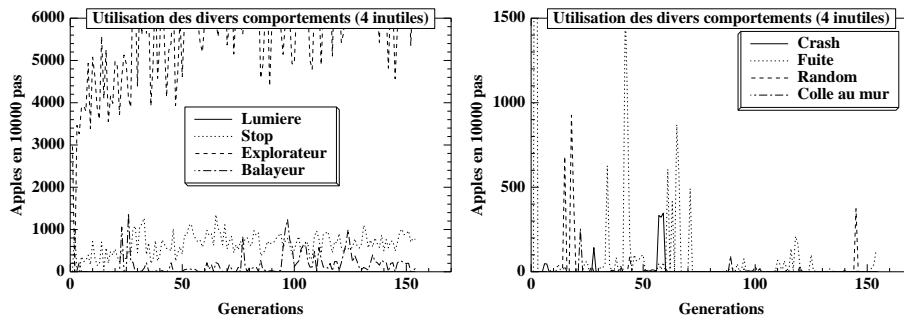 Utilisation des divers comportements (4 inutiles)
6000
5000
4000
3000
2000
1000
0
Apples en 10000 pas
Lumiere
Stop
Explorateur
Balayeur
0 50 100 150
Generations
Utilisation des divers comportements (4 inutiles)
1500
1000
500
0
Apples en 10000 pas
Crash
Fuite
Random
Colle au mur
0 50 100 150
Generations